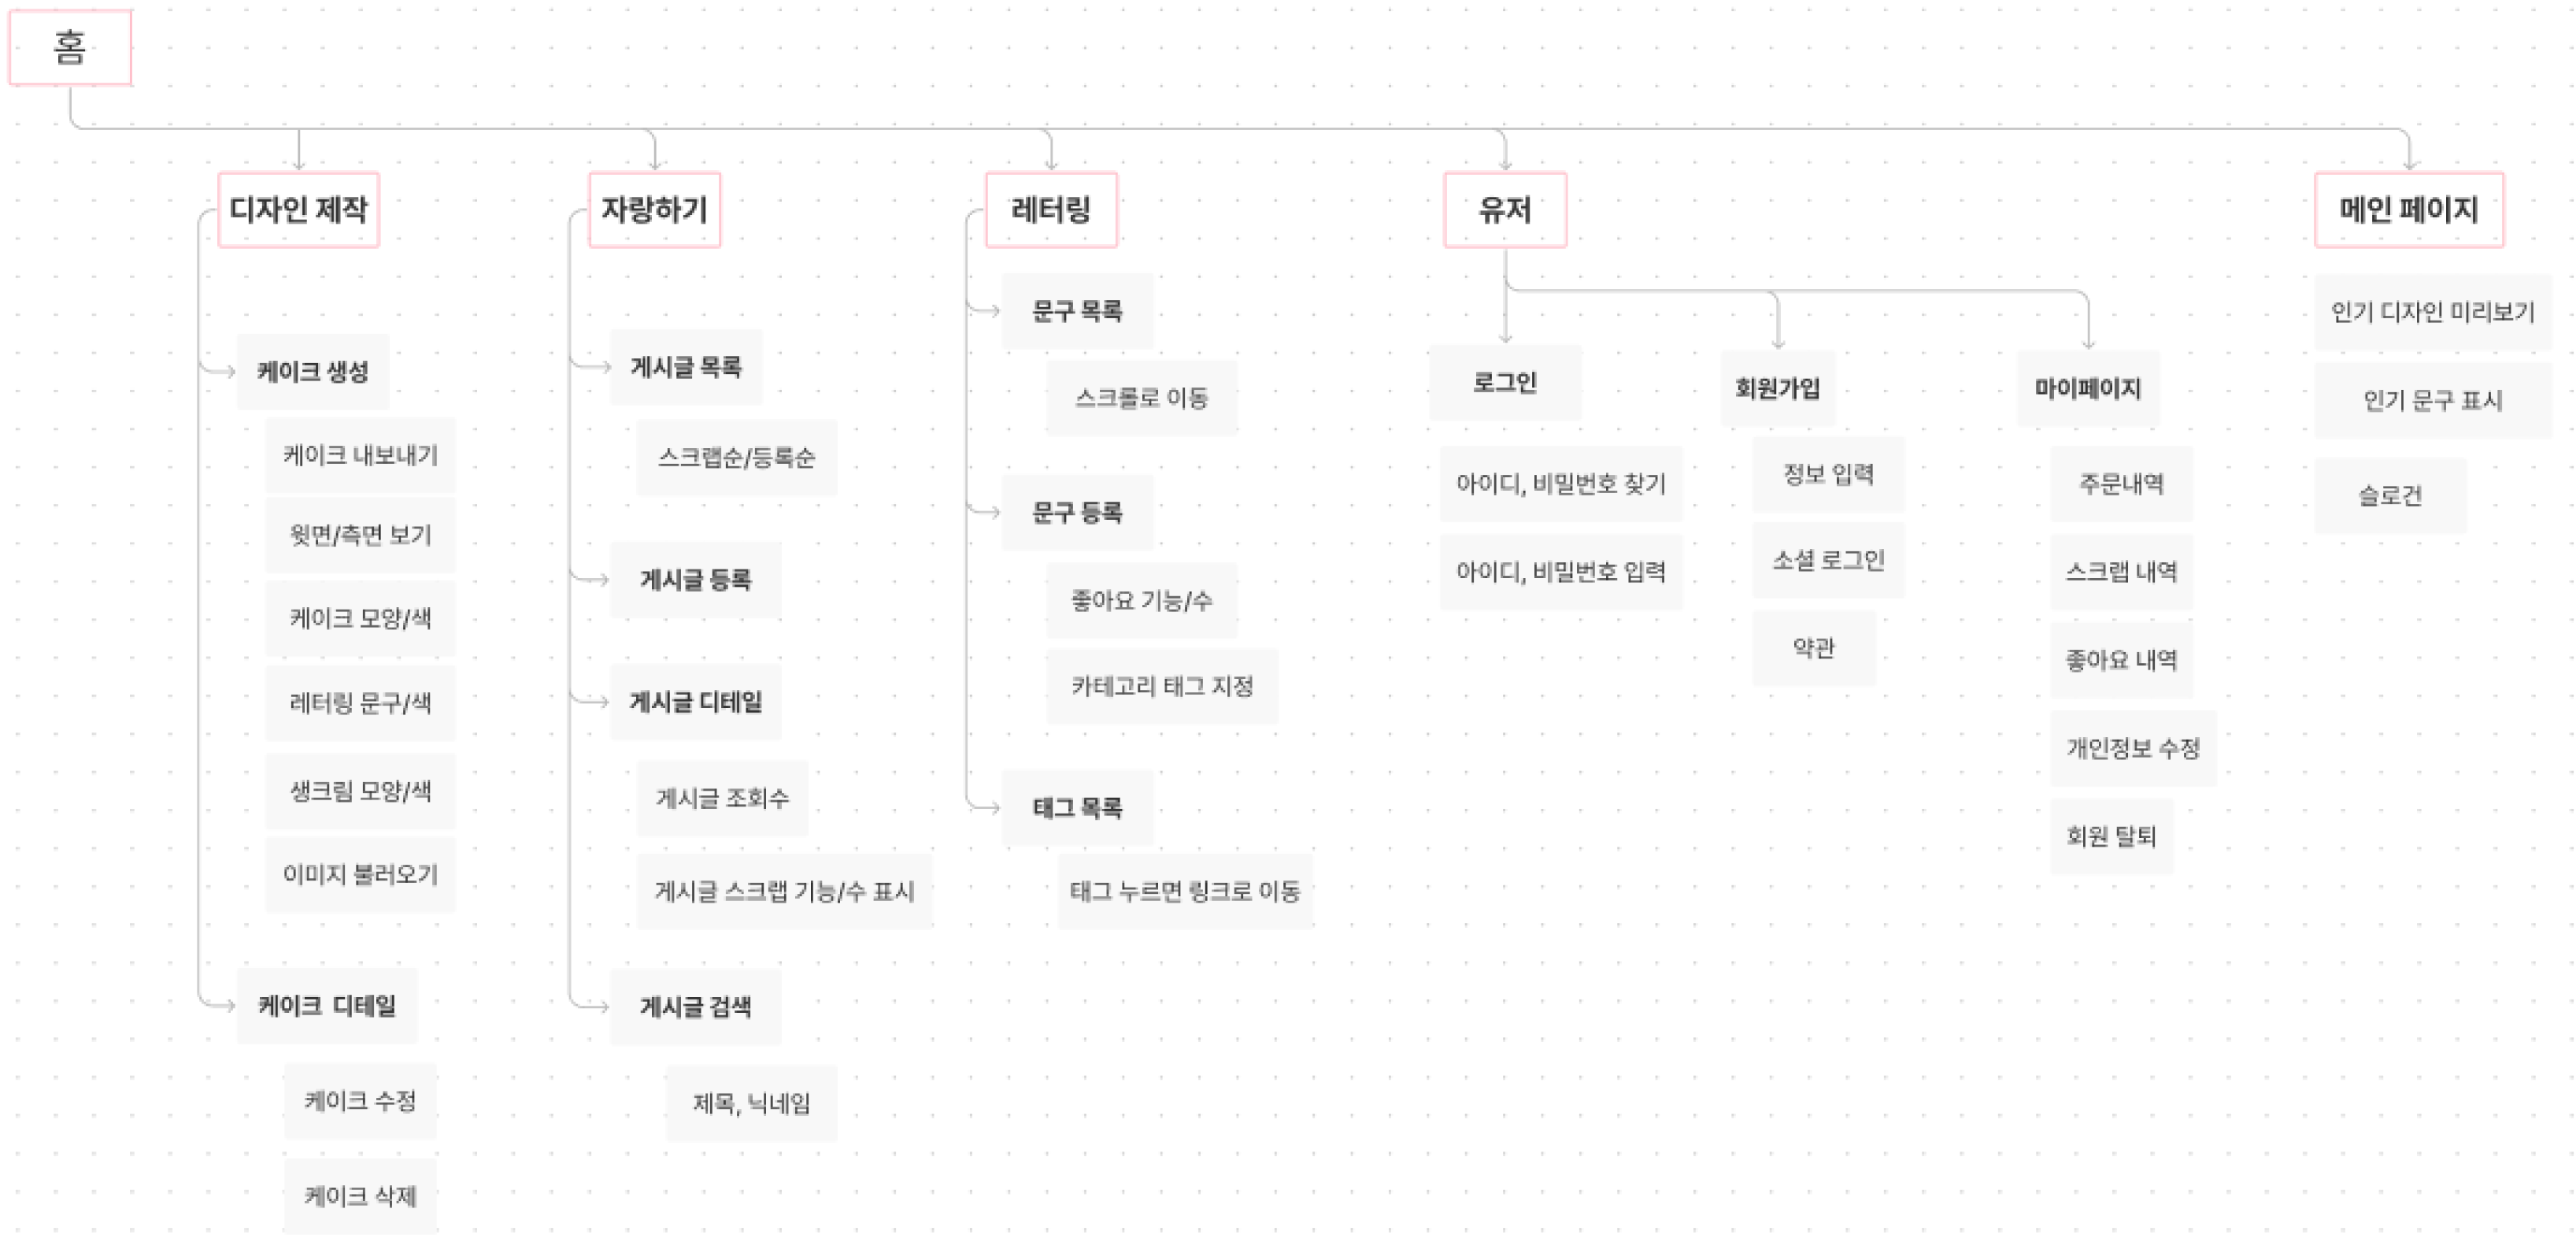 홈
디자인 제작
케이크 생성
케이크 내보내기
윗면/측면 보기
케이크 모양/색
레터링 문구/색
생크림 모양/색
이미지 불러오기
케이크 디테일
케이크 수정
케이크 삭제
자랑하기
게시글 목록
스크랩순/등록순
게시글 등록
게시글 디테일
게시글 조회수
게시글 스크랩 기능/수 표시
게시글 검색
제목, 닉네임
레터링
문구 목록
스크롤로 이동
문구 등록
좋아요 기능/수
카테고리 태그 지정
태그 목록
태그 누르면 링크로 이동
유저
로그인
아이디, 비밀번호 찾기
아이디, 비밀번호 입력
회원가입
정보 입력
소셜 로그인
약관
마이페이지
주문내역
스크랩 내역
좋아요 내역
개인정보 수정
회원 탈퇴
메인 페이지
인기 디자인 미리보기
인기 문구 표시
슬로건